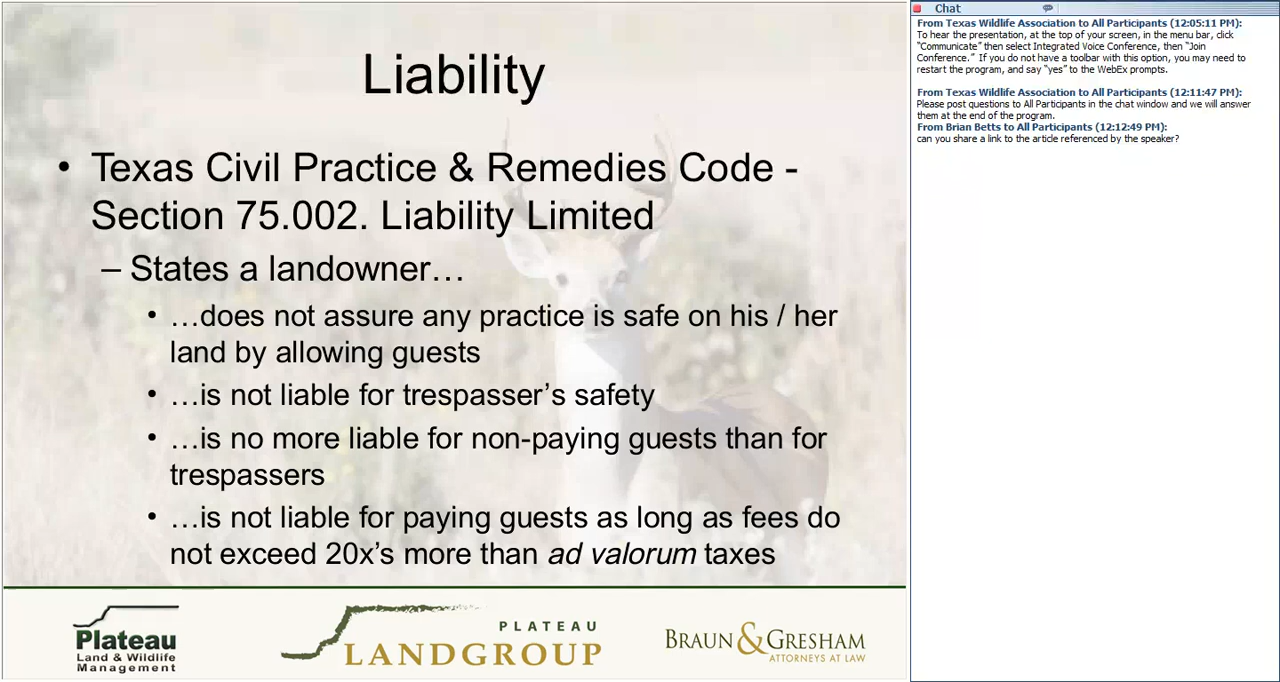 Liability
• Texas Civil Practice & Remedies Code -
Section 75.002. Liability Limited
– States a landowner…
• …does not assure any practice is safe on his / her
land by allowing guests
• …is not liable for trespasser’s safety
• …is no more liable for non-paying guests than for
trespassers
• …is not liable for paying guests as long as fees do
not exceed 20x’s more than ad valorum taxes
Plateau
Land & Wildlife
Management
PLATEAU
LANDGROUP
BRAUN & GRESHAM
ATTORNEYS AT LAW
Chat
From Texas Wildlife Association to All Participants (12:05:11 PM):
To hear the presentation, at the top of your screen, in the menu bar, click
“Communicate” then select Integrated Voice Conference, then “Join
Conference.” If you do not have a toolbar with this option, you may need to
restart the program, and say “yes” to the WebEx prompts.
From Texas Wildlife Association to All Participants (12:11:47 PM):
Please post questions to All Participants in the chat window and we will answer
them at the end of the program.
From Brian Betts to All Participants (12:12:49 PM):
can you share a link to the article referenced by the speaker?